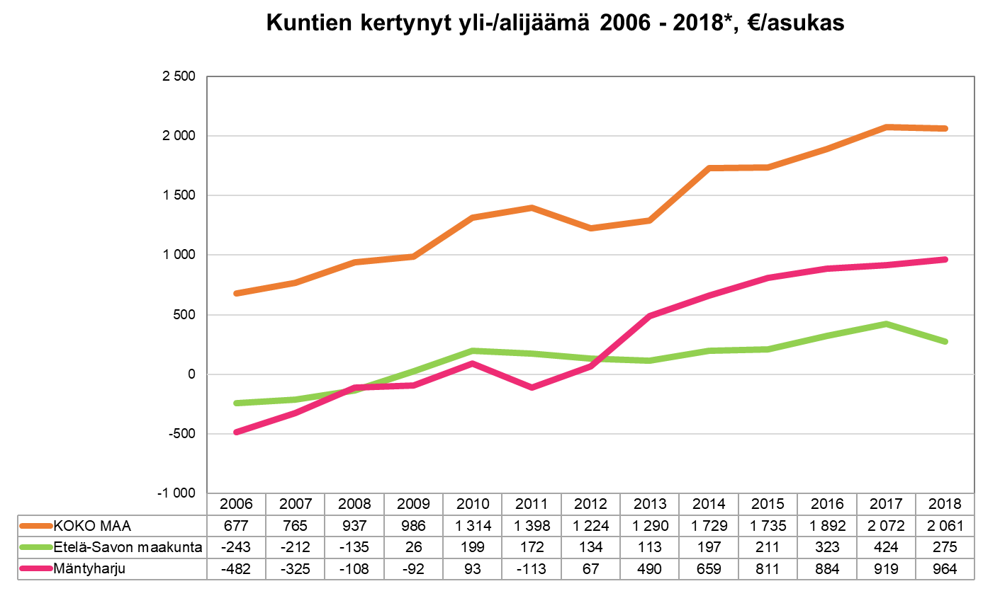 Kuntien kertynyt yli-/alijäämä 2006 - 2018*, €/asukas
2 500
2 000
1 500
1 000
500
0
-500
-1 000
2006 2007 2008 2009 2010 2011 2012 2013 2014 2015 2016 2017 2018
KOKO MAA 677 765 937 986 1 314 1 398 1 224 1 290 1 729 1 735 1 892 2 072 2 061
Etelä-Savon maakunta -243 -212 -135 26 199 172 134 113 197 211 323 424 275
Mäntyharju -482 -325 -108 -92 93 -113 67 490 659 811 884 919 964